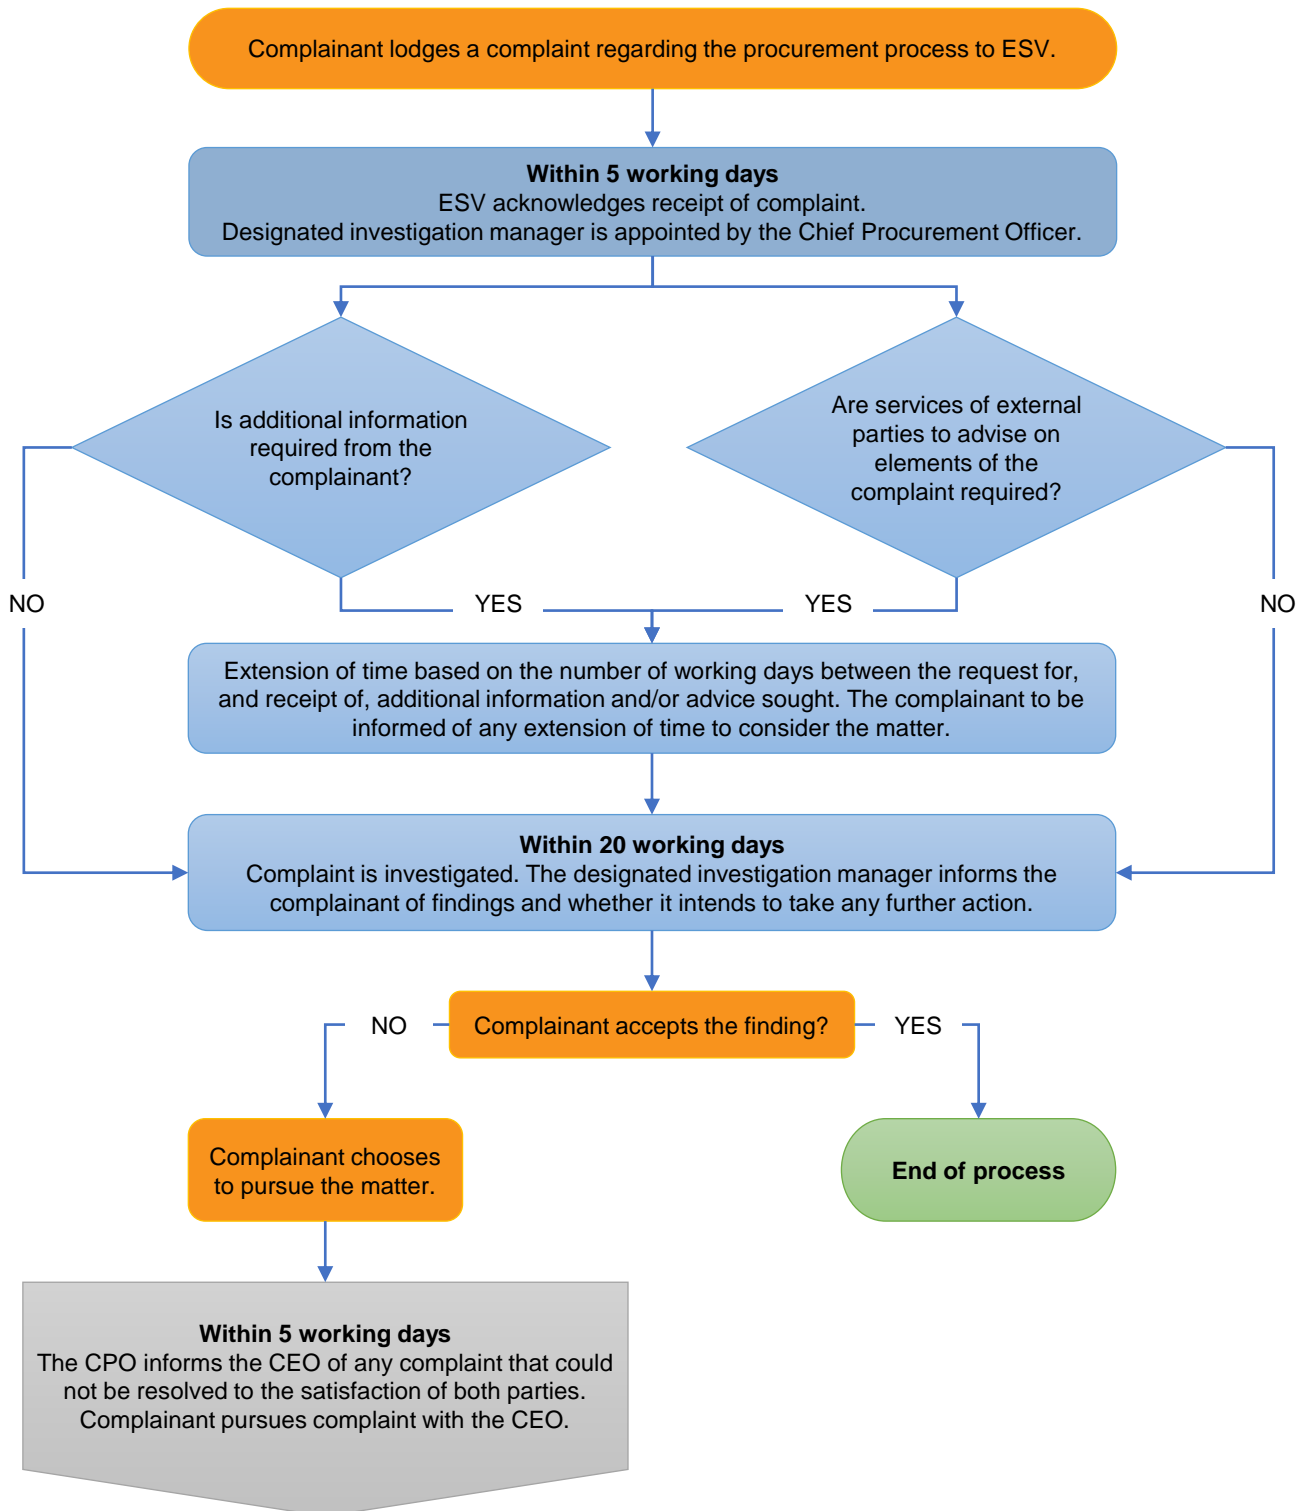 Complainant lodges a complaint regarding the procurement process to ESV.
Within 5 working days
ESV acknowledges receipt of complaint.
Designated investigation manager is appointed by the Chief Procurement Officer.
Is additional information
required from the
complainant?
Are services of external
parties to advise on
elements of the
complaint required?
NO
YES
YES
NO
Extension of time based on the number of working days between the request for,
and receipt of, additional information and/or advice sought. The complainant to be
informed of any extension of time to consider the matter.
Within 20 working days
Complaint is investigated. The designated investigation manager informs the
complainant of findings and whether it intends to take any further action.
NO
Complainant accepts the finding?
YES
Complainant chooses
to pursue the matter.
End of process
Within 5 working days
The CPO informs the CEO of any complaint that could
not be resolved to the satisfaction of both parties.
Complainant pursues complaint with the CEO.